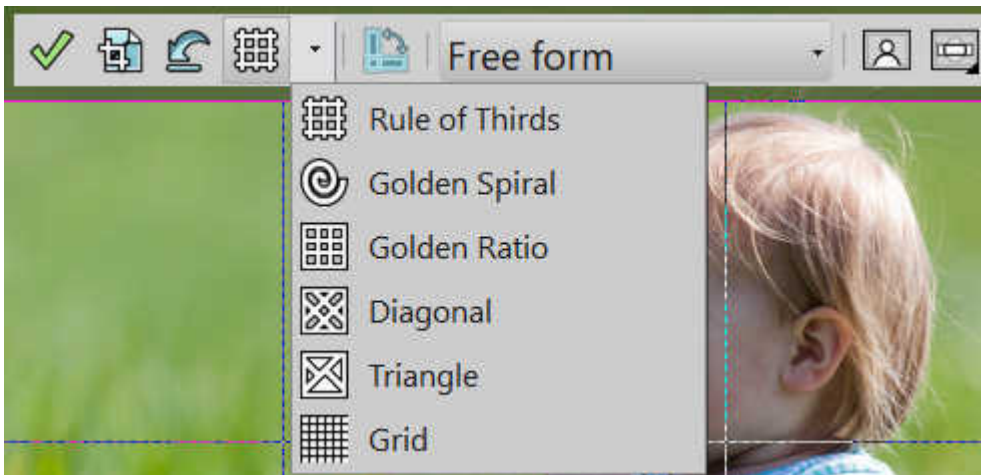 Free form
Rule of Thirds
Golden Spiral
Golden Ratio
Diagonal
Triangle
Grid